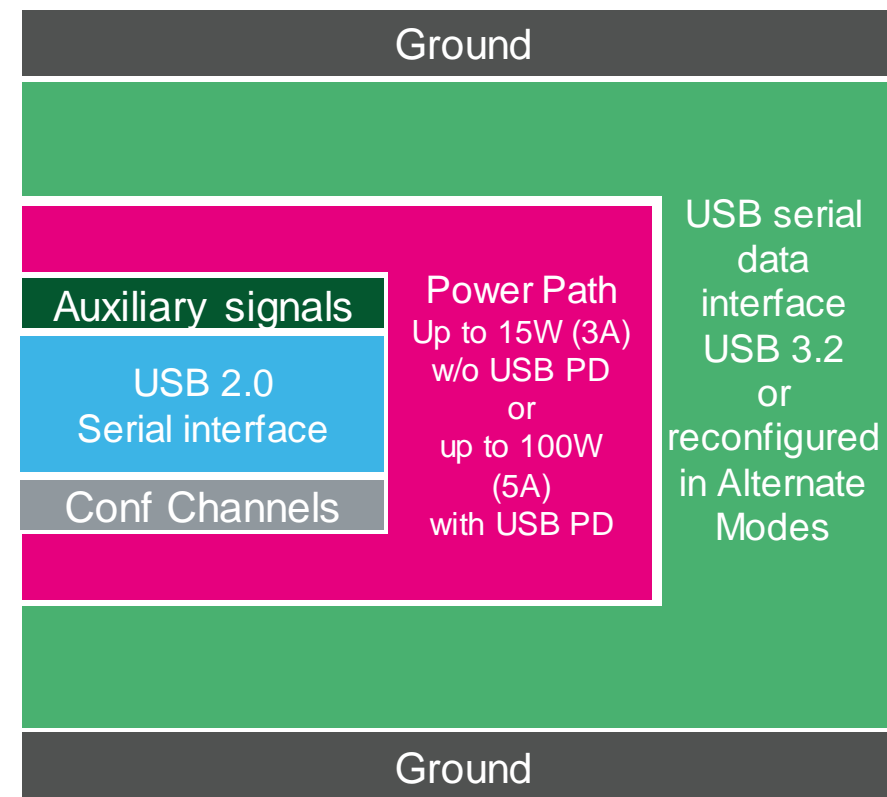 Ground
Auxiliary signals
USB 2.0
Serial interface
Conf Channels
Power Path
Up to 15W (3A)
w/o USB PD
or
up to 100W
(5A)
with USB PD
USB serial
data
interface
USB 3.2
or
reconfigured
in Alternate
Modes
Ground